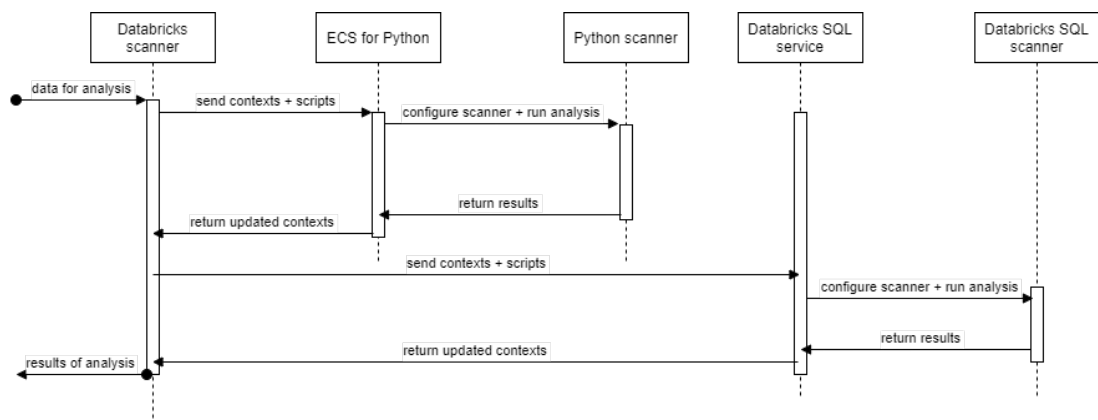 Databricks
scanner
ECS for Python
Python scanner
Databricks SQL
service
Databricks SQL
scanner
data for analysis
send contexts + scripts
configure scanner + run analysis
return results
return updated contexts
send contexts + scripts
configure scanner + run analysis
return results
return updated contexts
results of analysis